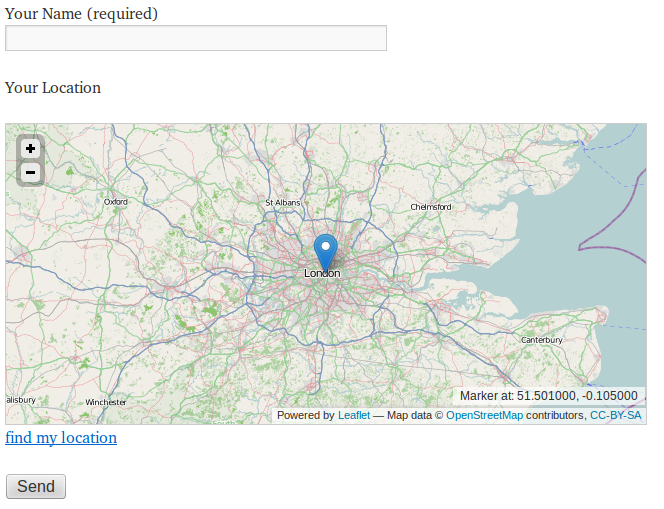 Your Name (required)
Your Location
+
−
Oxford
St Albans
Chelmsford
London
Canterbury
alisbury
Winchester
Marker at: 51.501000, -0.105000
Powered by Leaflet — Map data © OpenStreetMap contributors, CC-BY-SA
find my location
Send